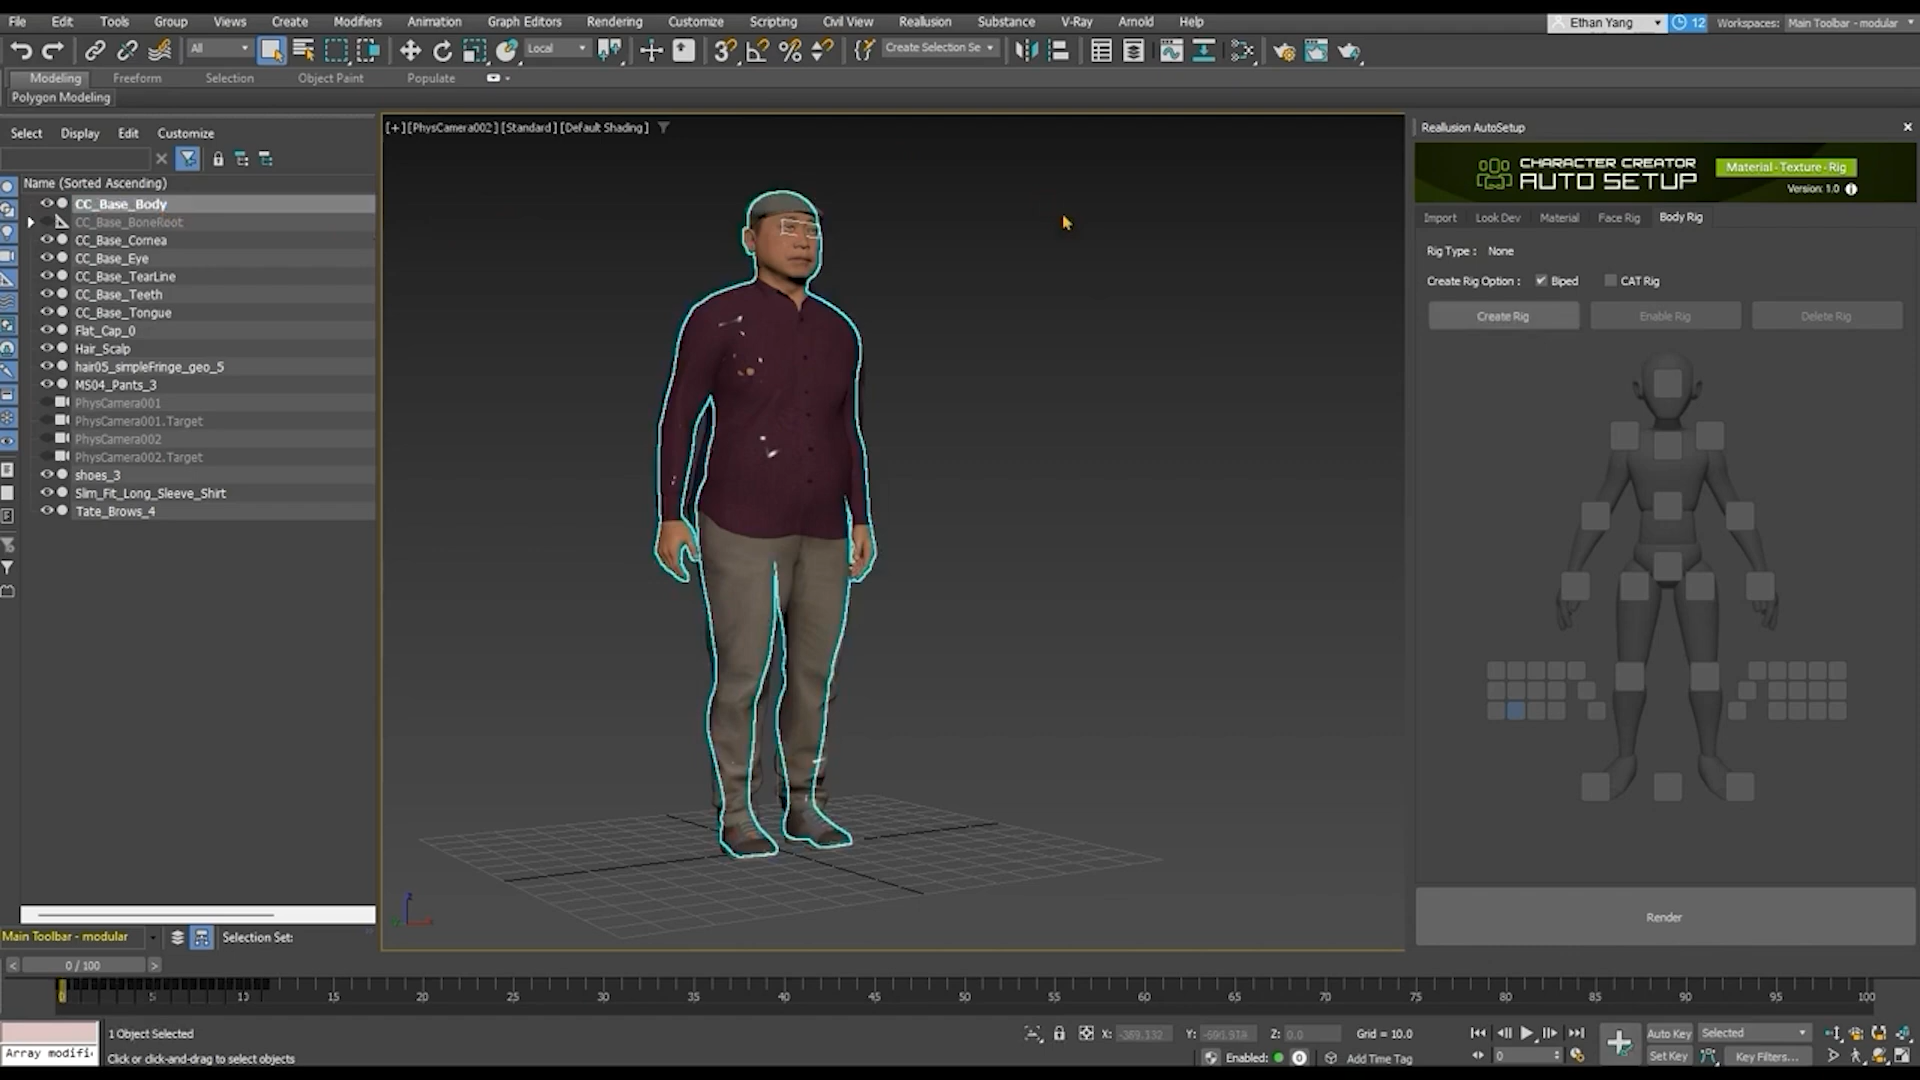 File Edit Tools Group Views Create Modifiers Animation Graph Editors Rendering Customize Scripting Civil View Reallusion Substance V-Ray Arnold Help Ethan Yang 12 Workspaces: Main Toolbar - modular
All Local Create Selection Se
Modeling Freeform Selection Object Paint Populate
Polygon Modeling
Select Display Edit Customize
Name (Sorted Ascending)
CC_Base_Body
CC_Base_BoneRoot
CC_Base_Cornea
CC_Base_Eye
CC_Base_TearLine
CC_Base_Teeth
CC_Base_Tongue
Flat_Cap_0
Hair_Scalp
hair05_simpleFringe_geo_5
MS04_Pants_3
PhysCamera001
PhysCamera001.Target
PhysCamera002
PhysCamera002.Target
shoes_3
Slim_Fit_Long_Sleeve_Shirt
Tate_Brows_4
Main Toolbar - modular Selection Set:
[+] [PhysCamera002] [Standard] [Default Shading]
Reallusion AutoSetup
CHARACTER CREATOR
AUTO SETUP
Material - Texture - Rig
Version: 1.0
Import Look Dev Material Face Rig Body Rig
Rig Type : None
Create Rig Option : Biped CAT Rig
Create Rig Enable Rig Delete Rig
Render
0 / 100
0 5 10 15 20 25 30 35 40 45 50 55 60 65 70 75 80 85 90 95 100
1 Object Selected
Array modifi
Click or click-and-drag to select objects
X: Y: Z: 0.0 Grid = 10.0
Enabled: Add Time Tag
0
Auto Key Selected
Set Key Key Filters...